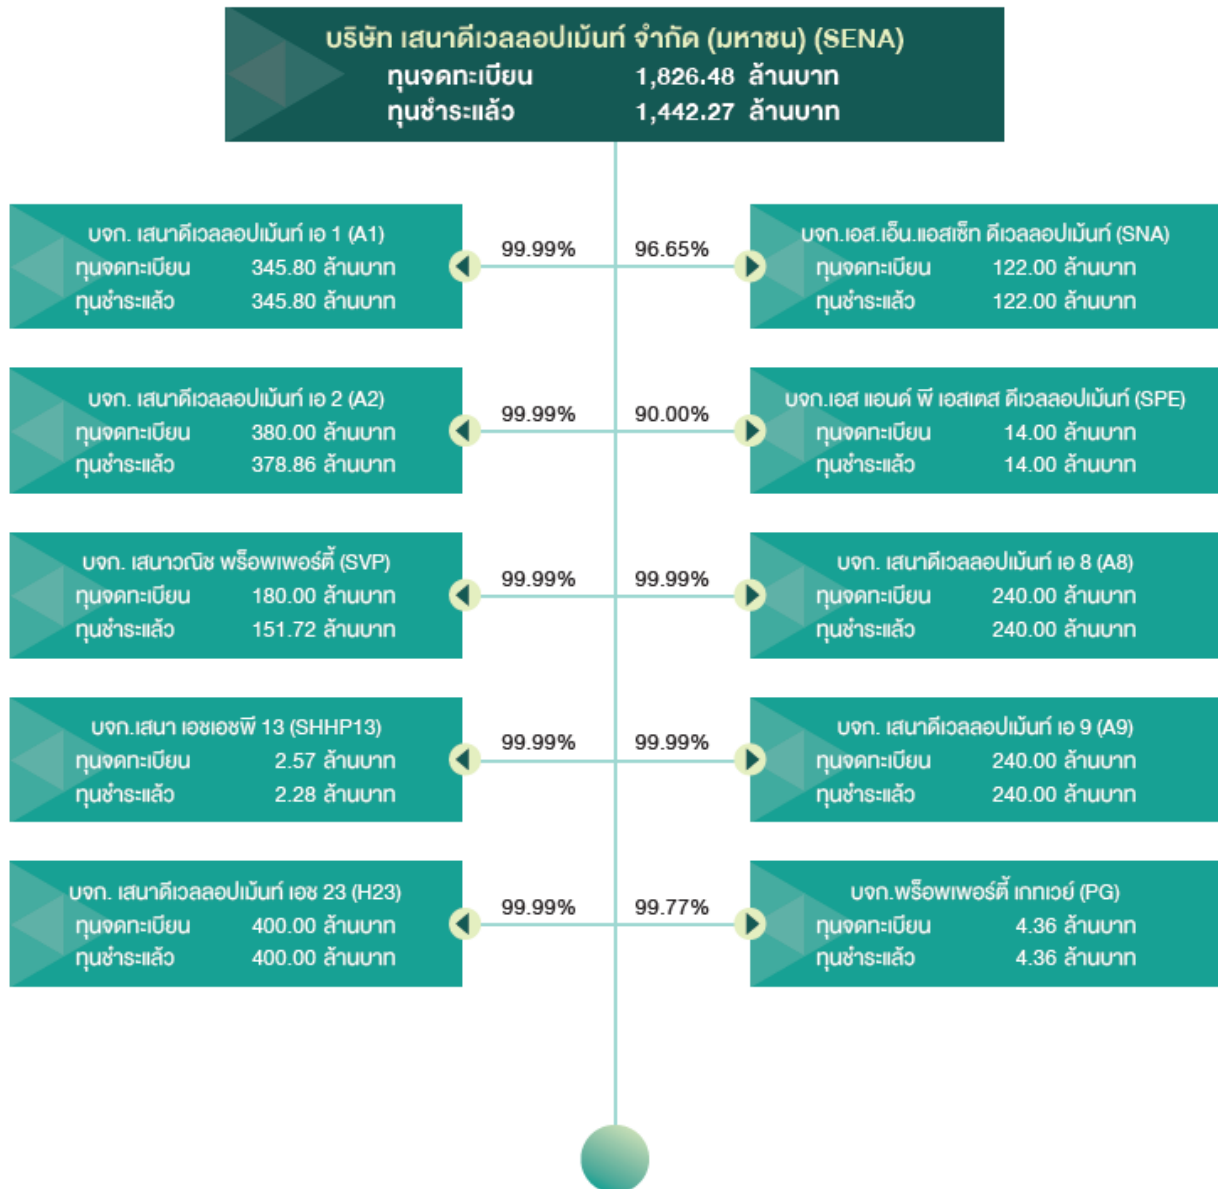 บริษัท เสนาดีเวลลอปเม้นท์ จำกัด (มหาชน) (SENA)
ทุนจดทะเบียน 1,826.48 ล้านบาท
ทุนชำระแล้ว 1,442.27 ล้านบาท
บจก. เสนาดีเวลลอปเม้นท์ เอ 1 (A1)
ทุนจดทะเบียน 345.80 ล้านบาท
ทุนชำระแล้ว 345.80 ล้านบาท
99.99%
96.65%
บจก.เอส.เอ็น.แอสเซ็ท ดีเวลลอปเม้นท์ (SNA)
ทุนจดทะเบียน 122.00 ล้านบาท
ทุนชำระแล้ว 122.00 ล้านบาท
บจก. เสนาดีเวลลอปเม้นท์ เอ 2 (A2)
ทุนจดทะเบียน 380.00 ล้านบาท
ทุนชำระแล้ว 378.86 ล้านบาท
99.99%
90.00%
บจก.เอส แอนด์ พี เอสเตส ดีเวลลอปเม้นท์ (SPE)
ทุนจดทะเบียน 14.00 ล้านบาท
ทุนชำระแล้ว 14.00 ล้านบาท
บจก. เสนาวณิช พร็อพเพอร์ตี้ (SVP)
ทุนจดทะเบียน 180.00 ล้านบาท
ทุนชำระแล้ว 151.72 ล้านบาท
99.99%
99.99%
บจก. เสนาดีเวลลอปเม้นท์ เอ 8 (A8)
ทุนจดทะเบียน 240.00 ล้านบาท
ทุนชำระแล้ว 240.00 ล้านบาท
บจก.เสนา เอชเอชพี 13 (SHHP13)
ทุนจดทะเบียน 2.57 ล้านบาท
ทุนชำระแล้ว 2.28 ล้านบาท
99.99%
99.99%
บจก. เสนาดีเวลลอปเม้นท์ เอ 9 (A9)
ทุนจดทะเบียน 240.00 ล้านบาท
ทุนชำระแล้ว 240.00 ล้านบาท
บจก. เสนาดีเวลลอปเม้นท์ เอช 23 (H23)
ทุนจดทะเบียน 400.00 ล้านบาท
ทุนชำระแล้ว 400.00 ล้านบาท
99.99%
99.77%
บจก.พร็อพเพอร์ตี้ เกทเวย์ (PG)
ทุนจดทะเบียน 4.36 ล้านบาท
ทุนชำระแล้ว 4.36 ล้านบาท